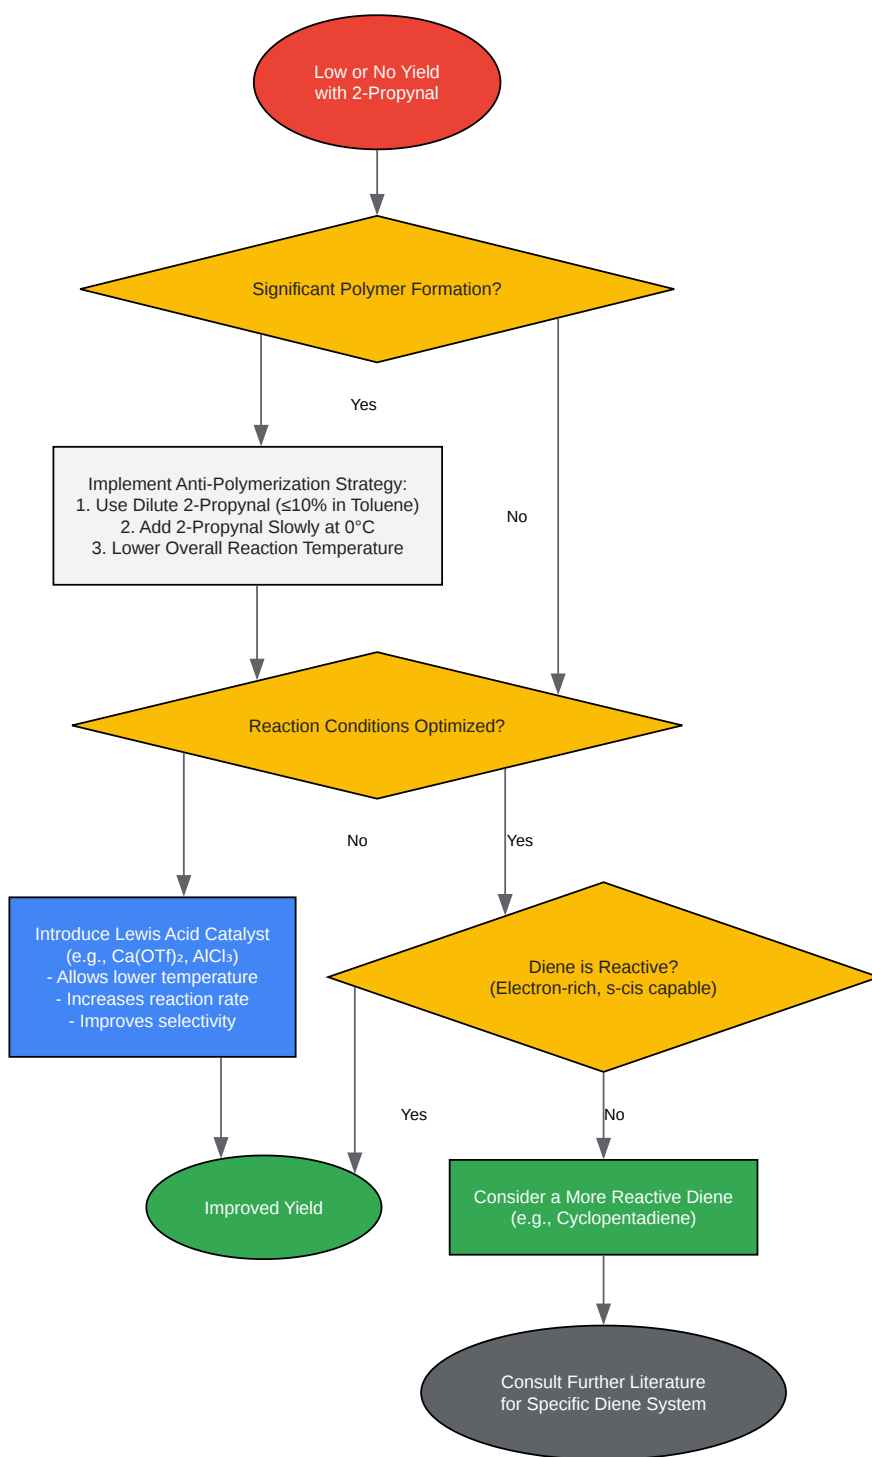 Low or No Yield
with 2-Propynal
Significant Polymer Formation?
Yes
Implement Anti-Polymerization Strategy:
1. Use Dilute 2-Propynal (≤10% in Toluene)
2. Add 2-Propynal Slowly at 0°C
3. Lower Overall Reaction Temperature
No
Reaction Conditions Optimized?
No
Yes
Introduce Lewis Acid Catalyst
(e.g., Ca(OTf)₂, AlCl₃)
- Allows lower temperature
- Increases reaction rate
- Improves selectivity
Diene is Reactive?
(Electron-rich, s-cis capable)
Yes
No
Improved Yield
Consider a More Reactive Diene
(e.g., Cyclopentadiene)
Consult Further Literature
for Specific Diene System